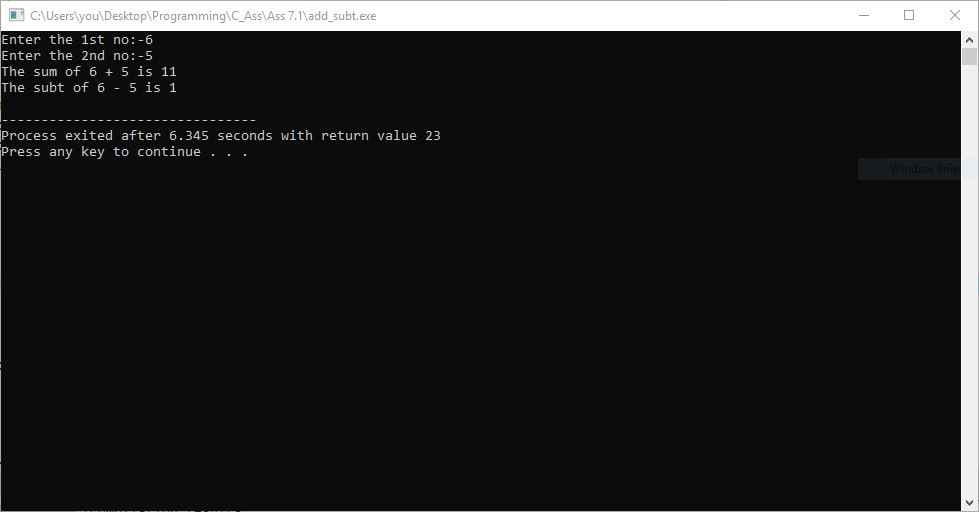 C:\Users\you\Desktop\Programming\C_Ass\Ass 7.1\add_subt.exe
Enter the 1st no:-6
Enter the 2nd no:-5
The sum of 6 + 5 is 11
The subt of 6 - 5 is 1
--------------------------------
Process exited after 6.345 seconds with return value 23
Press any key to continue . . .
Window Snip